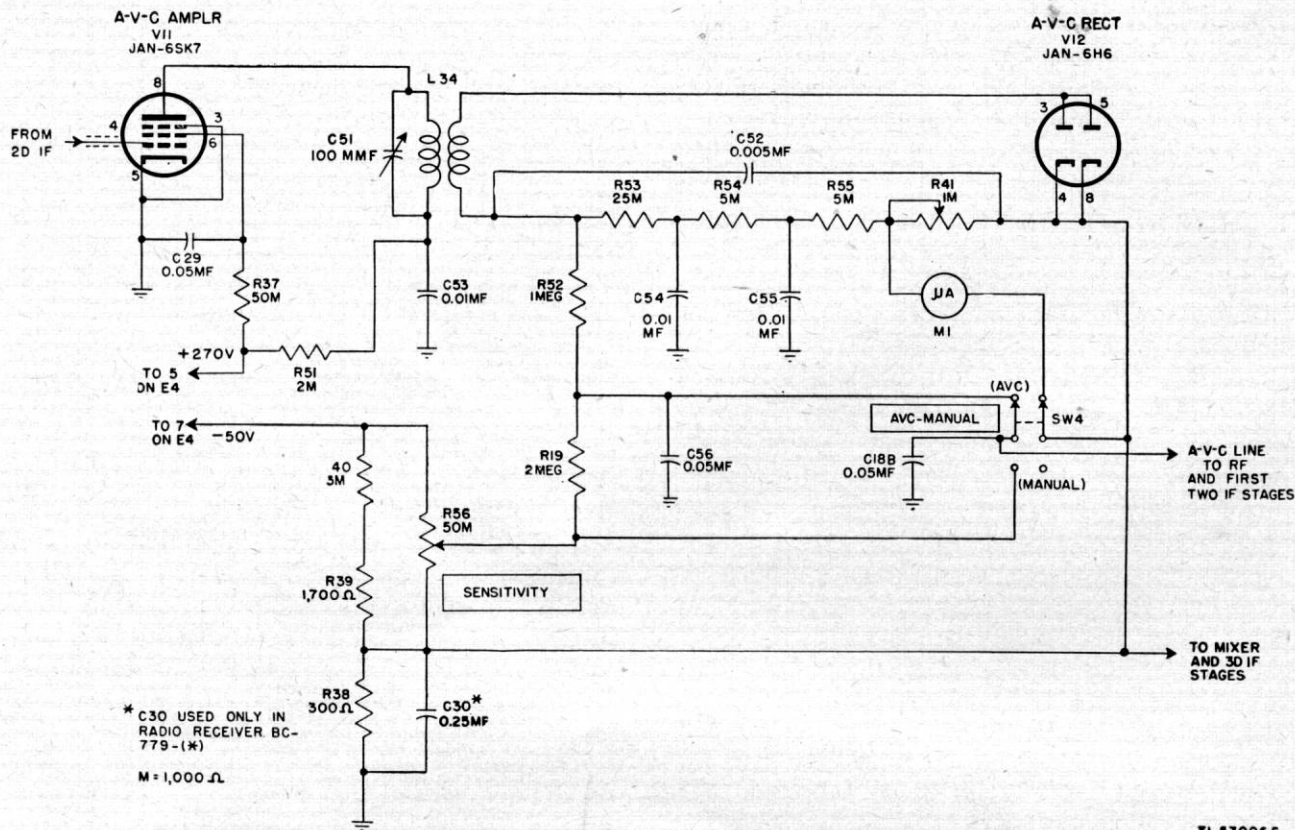 A-V-C AMPLR
V11
JAN-6SK7
A-V-C RECT
V12
JAN-6H6
8
L 34
3
5
4
3
6
5
FROM
2D IF
C51
100 MMF
C52
0.005MF
R53
25M
R54
5M
R55
5M
R41
1M
4
8
C29
0.05MF
R37
50M
C53
0.01MF
R52
1MEG
C54
0.01
MF
C55
0.01
MF
μA
M1
+270V
R51
2M
TO 5
ON E4
TO 7
ON E4
-50V
(AVC)
AVC-MANUAL
SW4
40
3M
R19
2MEG
C56
0.05MF
C18B
0.05MF
(MANUAL)
A-V-C LINE
TO RF
AND FIRST
TWO IF STAGES
R56
50M
R39
1,700 Ω
SENSITIVITY
R38
300Ω
C30*
0.25MF
TO MIXER
AND 3D IF
STAGES
* C30 USED ONLY IN
RADIO RECEIVER BC-
779-(*)
M = 1,000 Ω